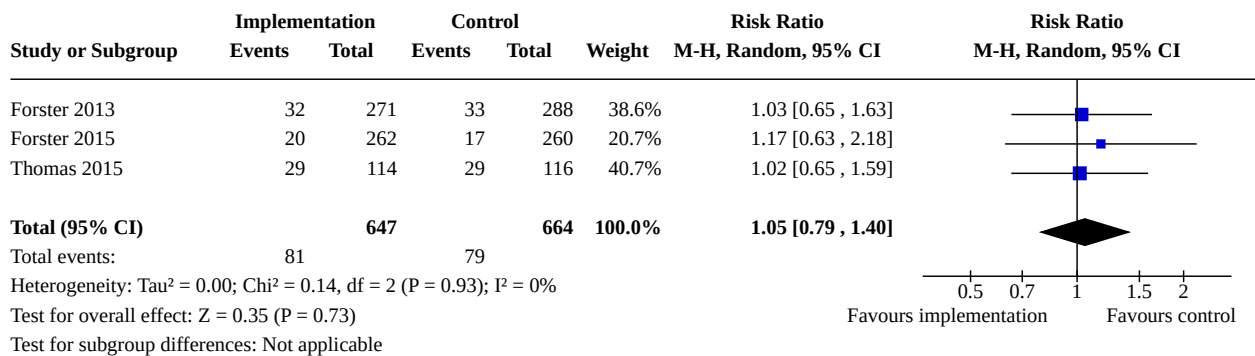 Implementation Control Risk Ratio Risk Ratio
Study or Subgroup Events Total Events Total Weight M-H, Random, 95% CI M-H, Random, 95% CI
Forster 2013 32 271 33 288 38.6% 1.03 [0.65 , 1.63]
Forster 2015 20 262 17 260 20.7% 1.17 [0.63 , 2.18]
Thomas 2015 29 114 29 116 40.7% 1.02 [0.65 , 1.59]
Total (95% CI) 647 664 100.0% 1.05 [0.79 , 1.40]
Total events: 81 79
Heterogeneity: Tau² = 0.00; Chi² = 0.14, df = 2 (P = 0.93); I² = 0%
0.5 0.7 1 1.5 2
Test for overall effect: Z = 0.35 (P = 0.73)
Favours implementation Favours control
Test for subgroup differences: Not applicable